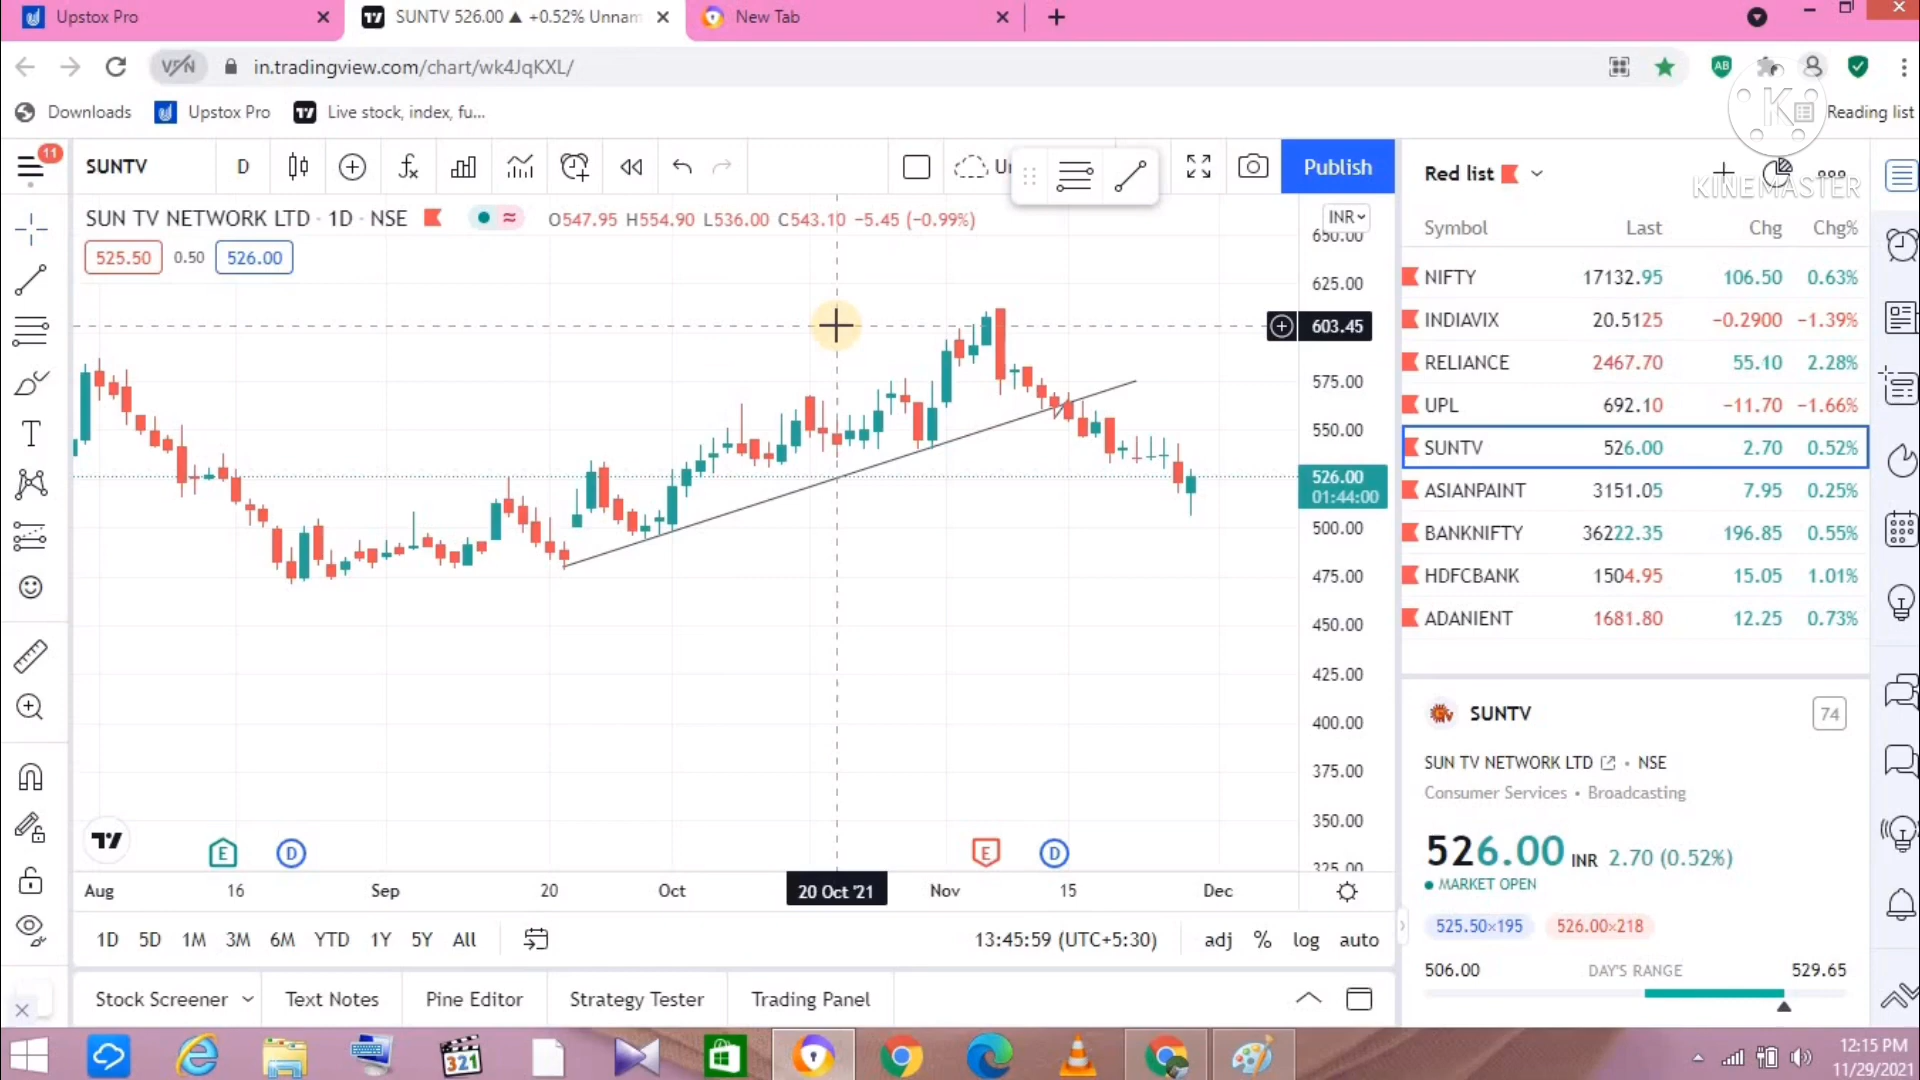 Upstox Pro
SUNTV 526.00 ▲ +0.52% Unnam
New Tab
VPN
in.tradingview.com/chart/wk4JqKXL/
AB
Downloads
Upstox Pro
Live stock, index, fu...
Reading list
K
KINEMASTER
11
SUNTV
D
Un
Publish
Red list
SUN TV NETWORK LTD · 1D · NSE
O547.95 H554.90 L536.00 C543.10 −5.45 (−0.99%)
525.50
0.50
526.00
INR
650.00
625.00
603.45
575.00
550.00
526.00
01:44:00
500.00
475.00
450.00
425.00
400.00
375.00
350.00
325.00
Symbol Last Chg Chg%
NIFTY 17132.95 106.50 0.63%
INDIAVIX 20.5125 −0.2900 −1.39%
RELIANCE 2467.70 55.10 2.28%
UPL 692.10 −11.70 −1.66%
SUNTV 526.00 2.70 0.52%
ASIANPAINT 3151.05 7.95 0.25%
BANKNIFTY 36222.35 196.85 0.55%
HDFCBANK 1504.95 15.05 1.01%
ADANIENT 1681.80 12.25 0.73%
SUNTV
74
SUN TV NETWORK LTD • NSE
Consumer Services • Broadcasting
526.00 INR 2.70 (0.52%)
MARKET OPEN
525.50×195 526.00×218
506.00 DAY'S RANGE 529.65
E D E D
Aug 16 Sep 20 Oct 20 Oct '21 Nov 15 Dec
1D 5D 1M 3M 6M YTD 1Y 5Y All
13:45:59 (UTC+5:30)
adj % log auto
Stock Screener
Text Notes
Pine Editor
Strategy Tester
Trading Panel
321
12:15 PM
11/29/2021